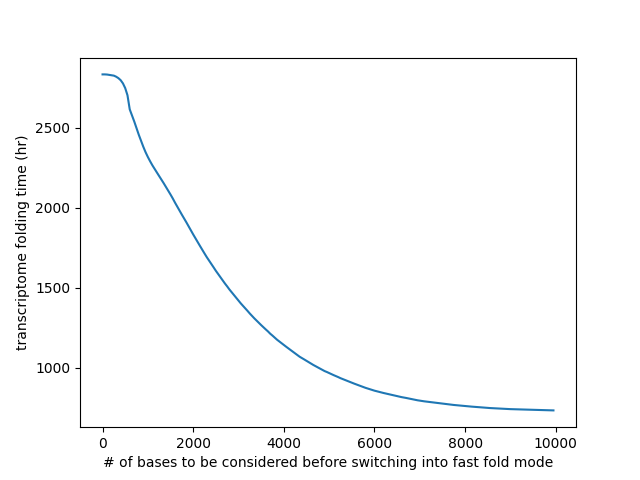 transcriptome folding time (hr)
2500
2000
1500
1000
0 2000 4000 6000 8000 10000
# of bases to be considered before switching into fast fold mode